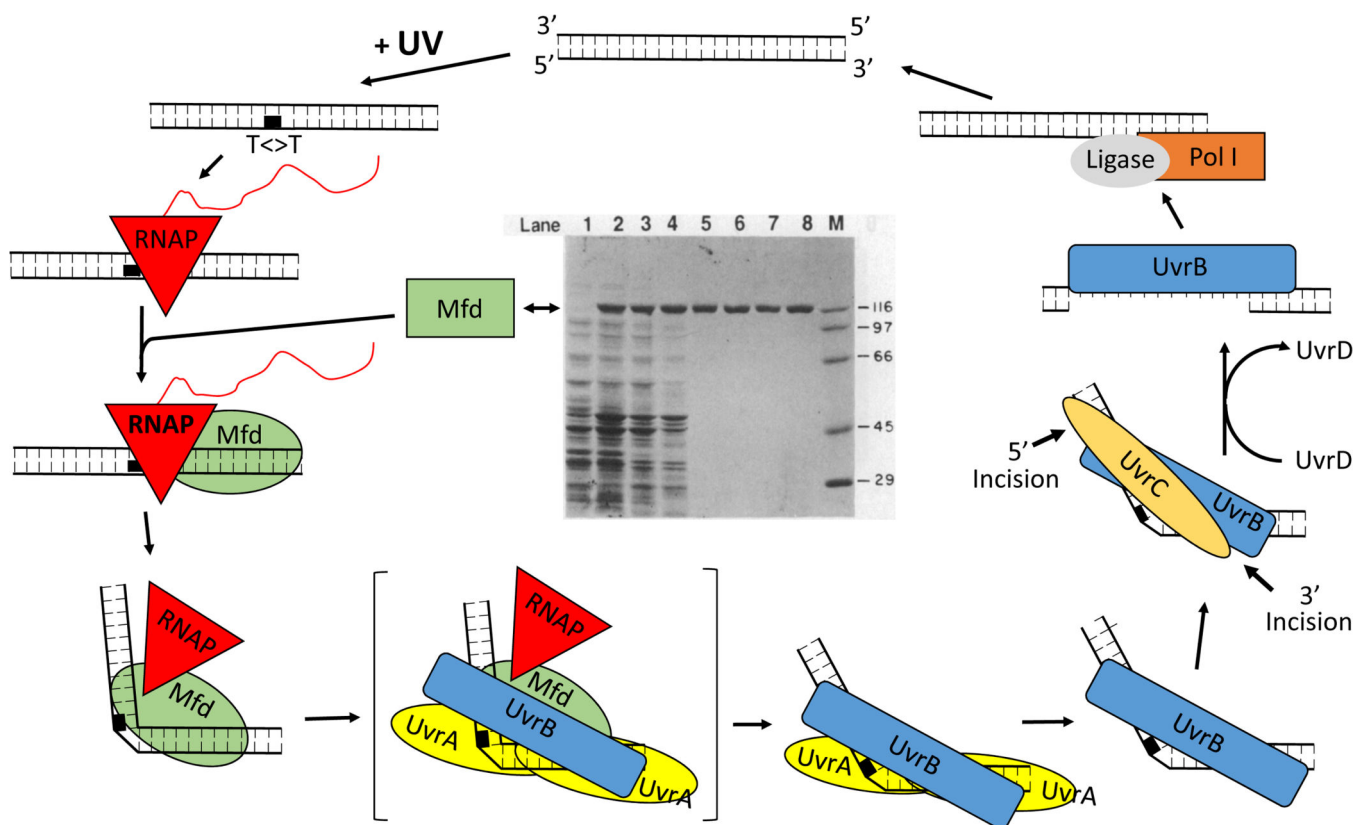 3’
5’
+ UV
5’
3’
T<>T
Ligase
Pol I
RNAP
Lane 1 2 3 4 5 6 7 8 M
UvrB
Mfd
116
97
66
UvrD
RNAP
Mfd
45
5’
Incision
UvrC
UvrB
UvrD
29
3’
Incision
RNAP
Mfd
RNAP
Mfd
UvrB
UvrA
UvrA
UvrB
UvrA
UvrA
UvrB